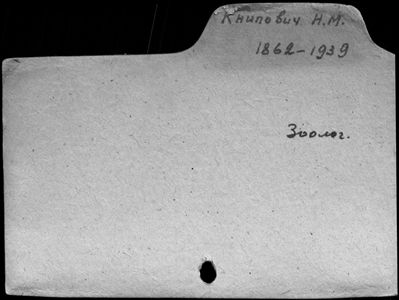 Книпович Н.М.
1862-1939
Зоолог.